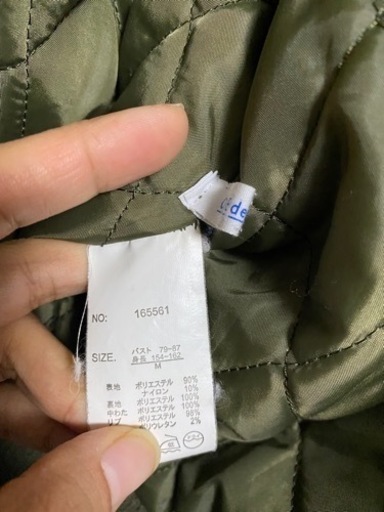 de
NO: 165561
バスト 79-87
SIZE. 身長 154-162
M
表地 ポリエステル 90%
ナイロン 10%
裏地 ポリエステル 100%
中わた ポリエステル 100%
リブ ポリエステル 98%
ポリウレタン 2%